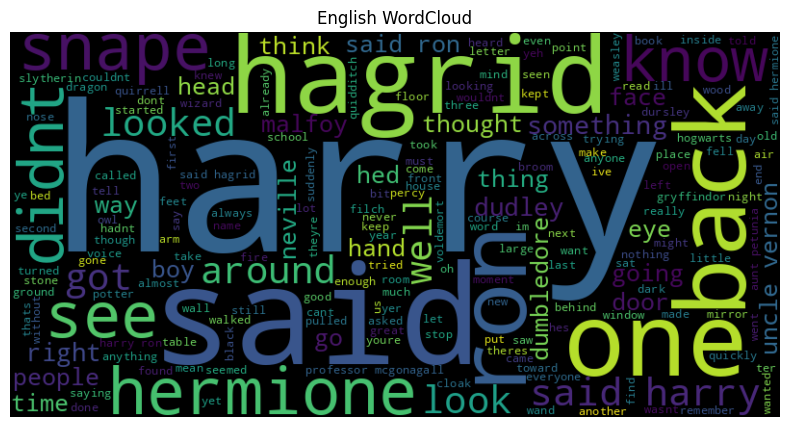 English WordCloud
snape
hagrid
know
think
said ron
heard
even
point
letter
yeh
long
couldnt
slytherin
dragon
knew
quirrell
head
already
quidditch
floor
looking
mind
seen
wouldnt
three
kept
weasley
book
inside
told
said hermione
read
ill
wood
face
dursley
away
nose
dont
started
wizard
looked
malfoy
school
thought
something
across
trying
hogwarts
day
old
didnt
harry
back
first
suddenly
took
must
come
make
anyone
ive
place
fell
air
open
ye
bed
called
tell
said hagrid
two
neville
hed
front
house
thing
broom
left
gryffindor
night
second
owl
hadnt
way
feet
always
lot
bit
percy
dudley
really
though
say
name
theyre
filch
never
keep
year
voldemort
course
word
im
next
might
voice
arm
hand
well
large
want
eye
nothing
little
turned
gone
take
fire
tried
oh
last
sat
went
aunt petunia
uncle vernon
stone
got
boy
around
enough
room
much
moment
hes
going
dark
ground
potter
almost
us
ron
dumbledore
behind
door
window
made
mirror
thats
without
see
wall
still
good
cant
yer
let
new
saw
one
walked
said
pulled
asked
stop
go
great
put
theres
came
toward
quickly
right
harry ron
table
black
youre
everyone
anything
found
professor mcgonagall
people
mean
seemed
cloak
look
said harry
find
wanted
er
time
saying
done
yet
hermione
wand
another
wasnt
remember